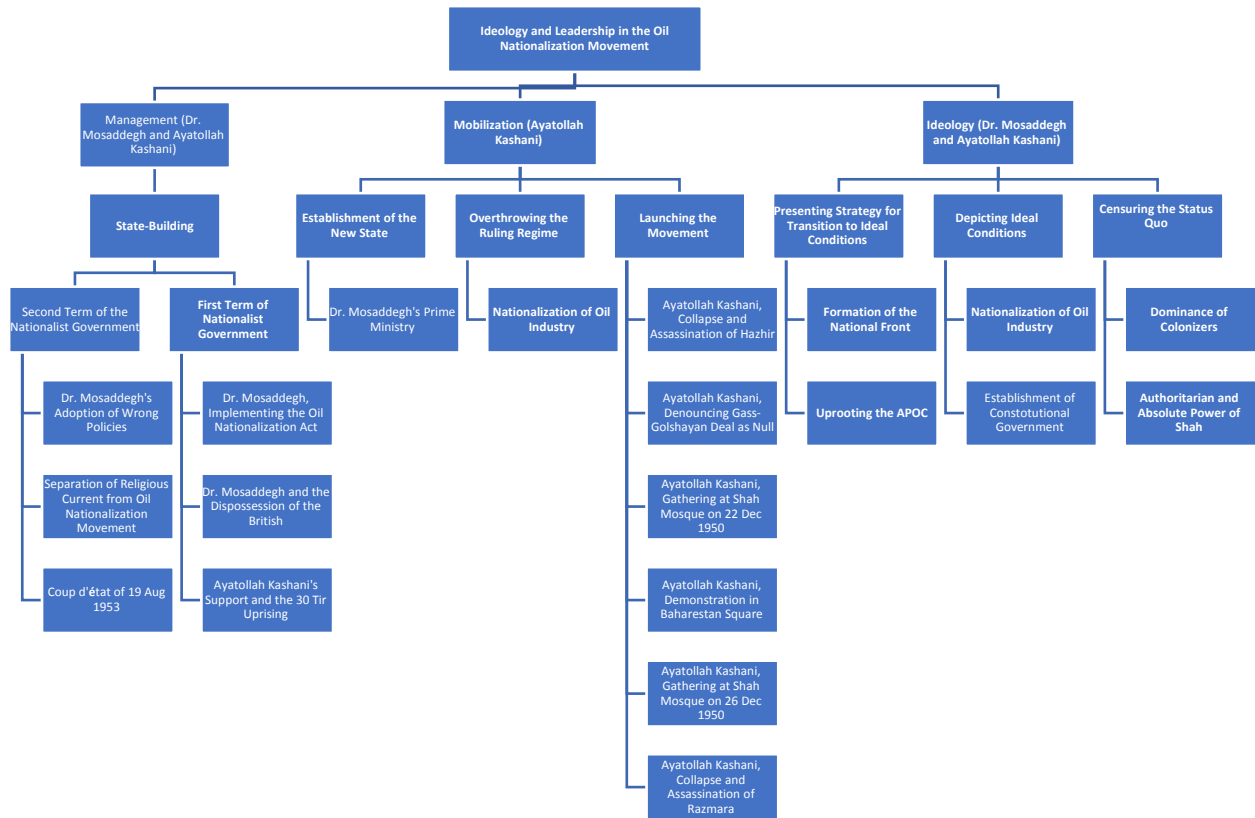 Ideology and Leadership in the Oil
Nationalization Movement
Management (Dr.
Mosaddegh and Ayatollah
Kashani)
Mobilization (Ayatollah
Kashani)
Ideology (Dr. Mosaddegh
and Ayatollah Kashani)
State-Building
Establishment of the
New State
Overthrowing the
Ruling Regime
Launching the
Movement
Presenting Strategy for
Transition to Ideal
Conditions
Depicting Ideal
Conditions
Censuring the Status
Quo
Second Term of the
Nationalist Government
First Term of
Nationalist
Government
Dr. Mosaddegh's Prime
Ministry
Nationalization of Oil
Industry
Ayatollah Kashani,
Collapse and
Assassination of Hazhir
Formation of the
National Front
Nationalization of Oil
Industry
Dominance of
Colonizers
Dr. Mosaddegh's
Adoption of Wrong
Policies
Dr. Mosaddegh,
Implementing the Oil
Nationalization Act
Ayatollah Kashani,
Denouncing Gass-
Golshayan Deal as Null
Uprooting the APOC
Establishment of
Constotutional
Government
Authoritarian and
Absolute Power of
Shah
Separation of Religious
Current from Oil
Nationalization
Movement
Dr. Mosaddegh and the
Dispossession of the
British
Ayatollah Kashani,
Gathering at Shah
Mosque on 22 Dec
1950
Coup d'état of 19 Aug
1953
Ayatollah Kashani's
Support and the 30 Tir
Uprising
Ayatollah Kashani,
Demonstration in
Baharestan Square
Ayatollah Kashani,
Gathering at Shah
Mosque on 26 Dec
1950
Ayatollah Kashani,
Collapse and
Assassination of
Razmara